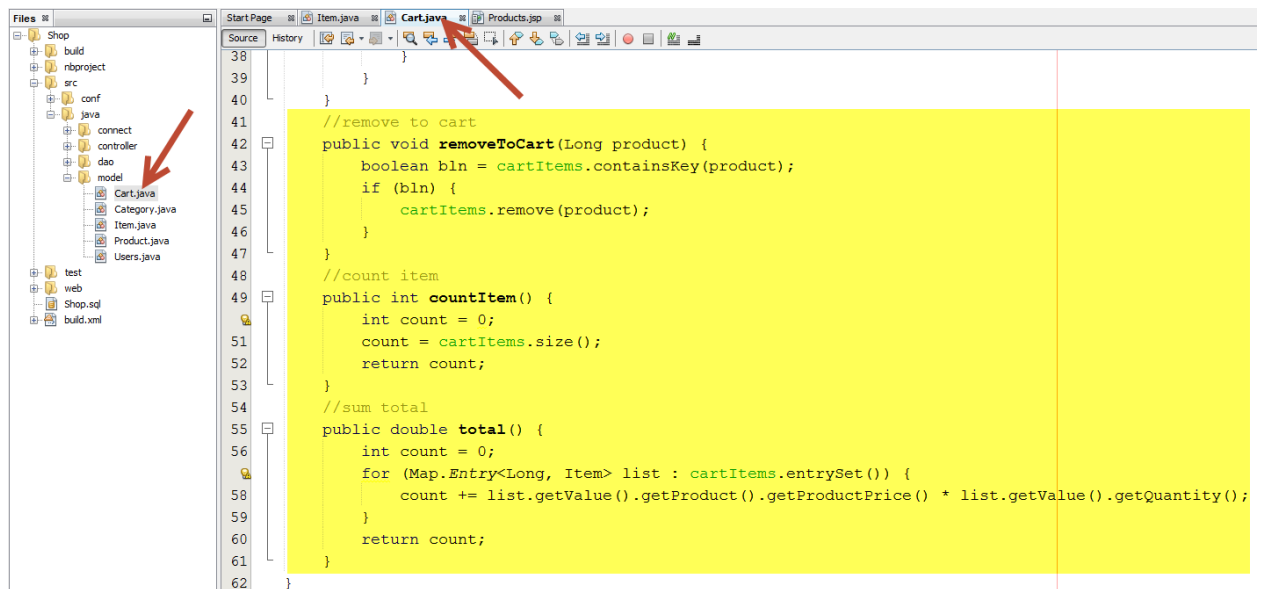 Files
Shop
build
nbproject
src
conf
java
connect
controller
dao
model
Cart.java
Category.java
Item.java
Product.java
Users.java
test
web
Shop.sql
build.xml
Start Page Item.java Cart.java Products.jsp
Source History
38 }
39 }
40 }
41 //remove to cart
42 public void removeToCart(Long product) {
43 boolean bln = cartItems.containsKey(product);
44 if (bln) {
45 cartItems.remove(product);
46 }
47 }
48 //count item
49 public int countItem() {
int count = 0;
51 count = cartItems.size();
52 return count;
53 }
54 //sum total
55 public double total() {
56 int count = 0;
for (Map.Entry<Long, Item> list : cartItems.entrySet()) {
58 count += list.getValue().getProduct().getProductPrice() * list.getValue().getQuantity();
59 }
60 return count;
61 }
62 }